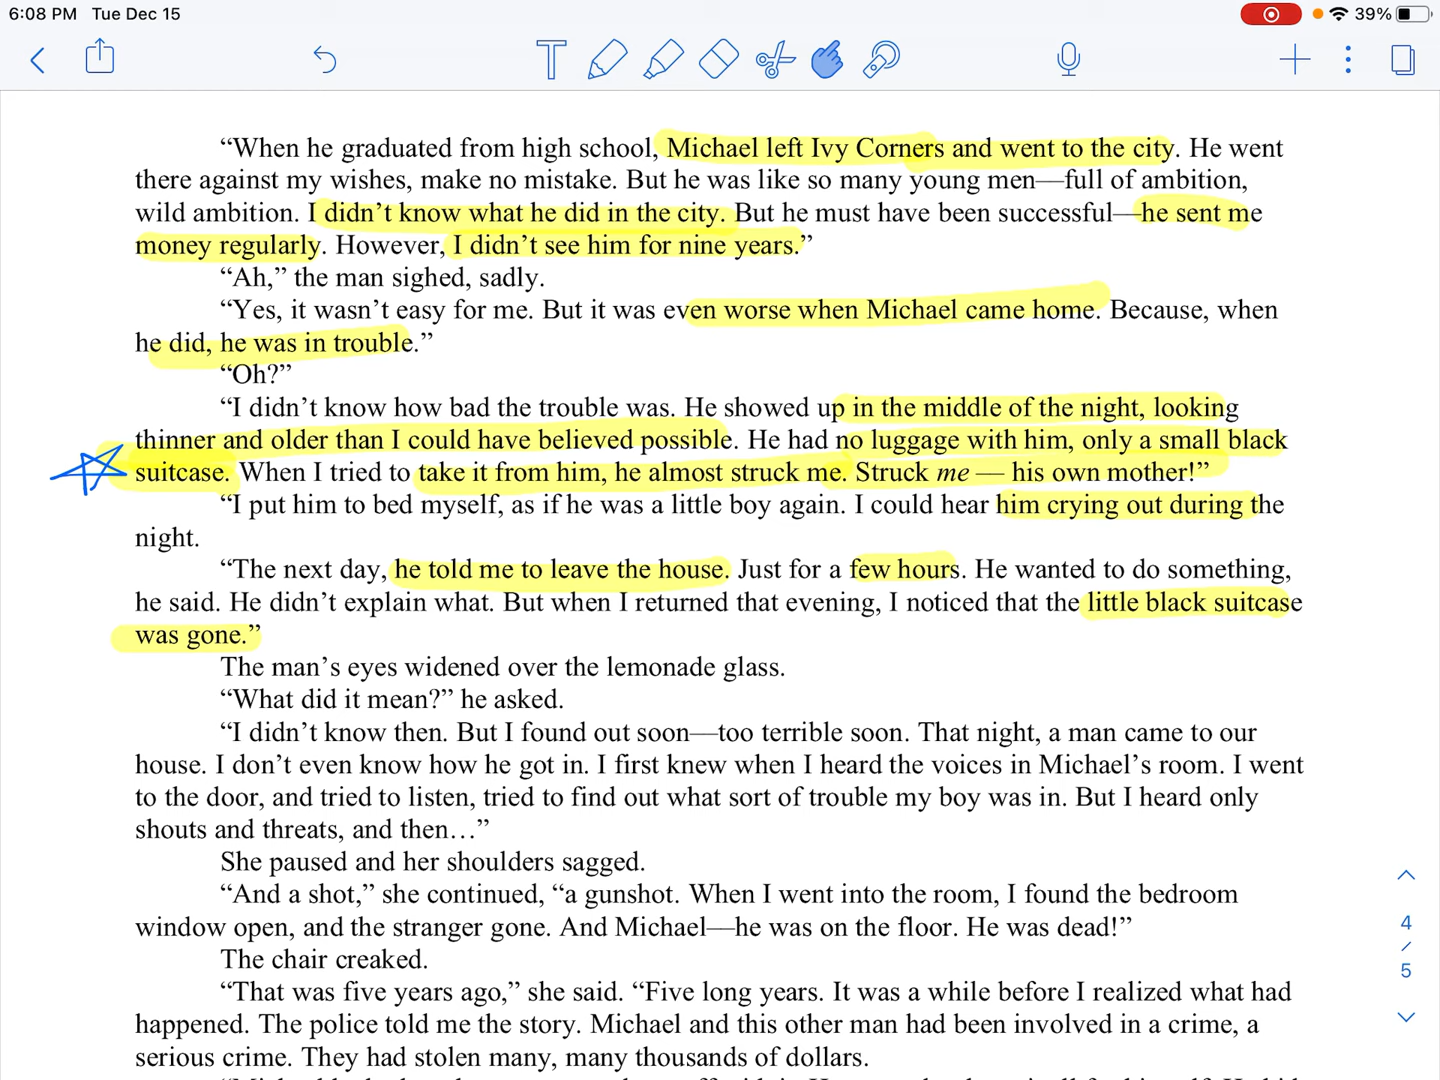 6:08 PM Tue Dec 15
39%
“When he graduated from high school, Michael left Ivy Corners and went to the city. He went
there against my wishes, make no mistake. But he was like so many young men—full of ambition,
wild ambition. I didn’t know what he did in the city. But he must have been successful—he sent me
money regularly. However, I didn’t see him for nine years.”
“Ah,” the man sighed, sadly.
“Yes, it wasn’t easy for me. But it was even worse when Michael came home. Because, when
he did, he was in trouble.”
“Oh?”
“I didn’t know how bad the trouble was. He showed up in the middle of the night, looking
thinner and older than I could have believed possible. He had no luggage with him, only a small black
suitcase. When I tried to take it from him, he almost struck me. Struck me — his own mother!”
“I put him to bed myself, as if he was a little boy again. I could hear him crying out during the
night.
“The next day, he told me to leave the house. Just for a few hours. He wanted to do something,
he said. He didn’t explain what. But when I returned that evening, I noticed that the little black suitcase
was gone.”
The man’s eyes widened over the lemonade glass.
“What did it mean?” he asked.
“I didn’t know then. But I found out soon—too terrible soon. That night, a man came to our
house. I don’t even know how he got in. I first knew when I heard the voices in Michael’s room. I went
to the door, and tried to listen, tried to find out what sort of trouble my boy was in. But I heard only
shouts and threats, and then…”
She paused and her shoulders sagged.
“And a shot,” she continued, “a gunshot. When I went into the room, I found the bedroom
window open, and the stranger gone. And Michael—he was on the floor. He was dead!”
The chair creaked.
“That was five years ago,” she said. “Five long years. It was a while before I realized what had
happened. The police told me the story. Michael and this other man had been involved in a crime, a
serious crime. They had stolen many, many thousands of dollars.
4
/
5